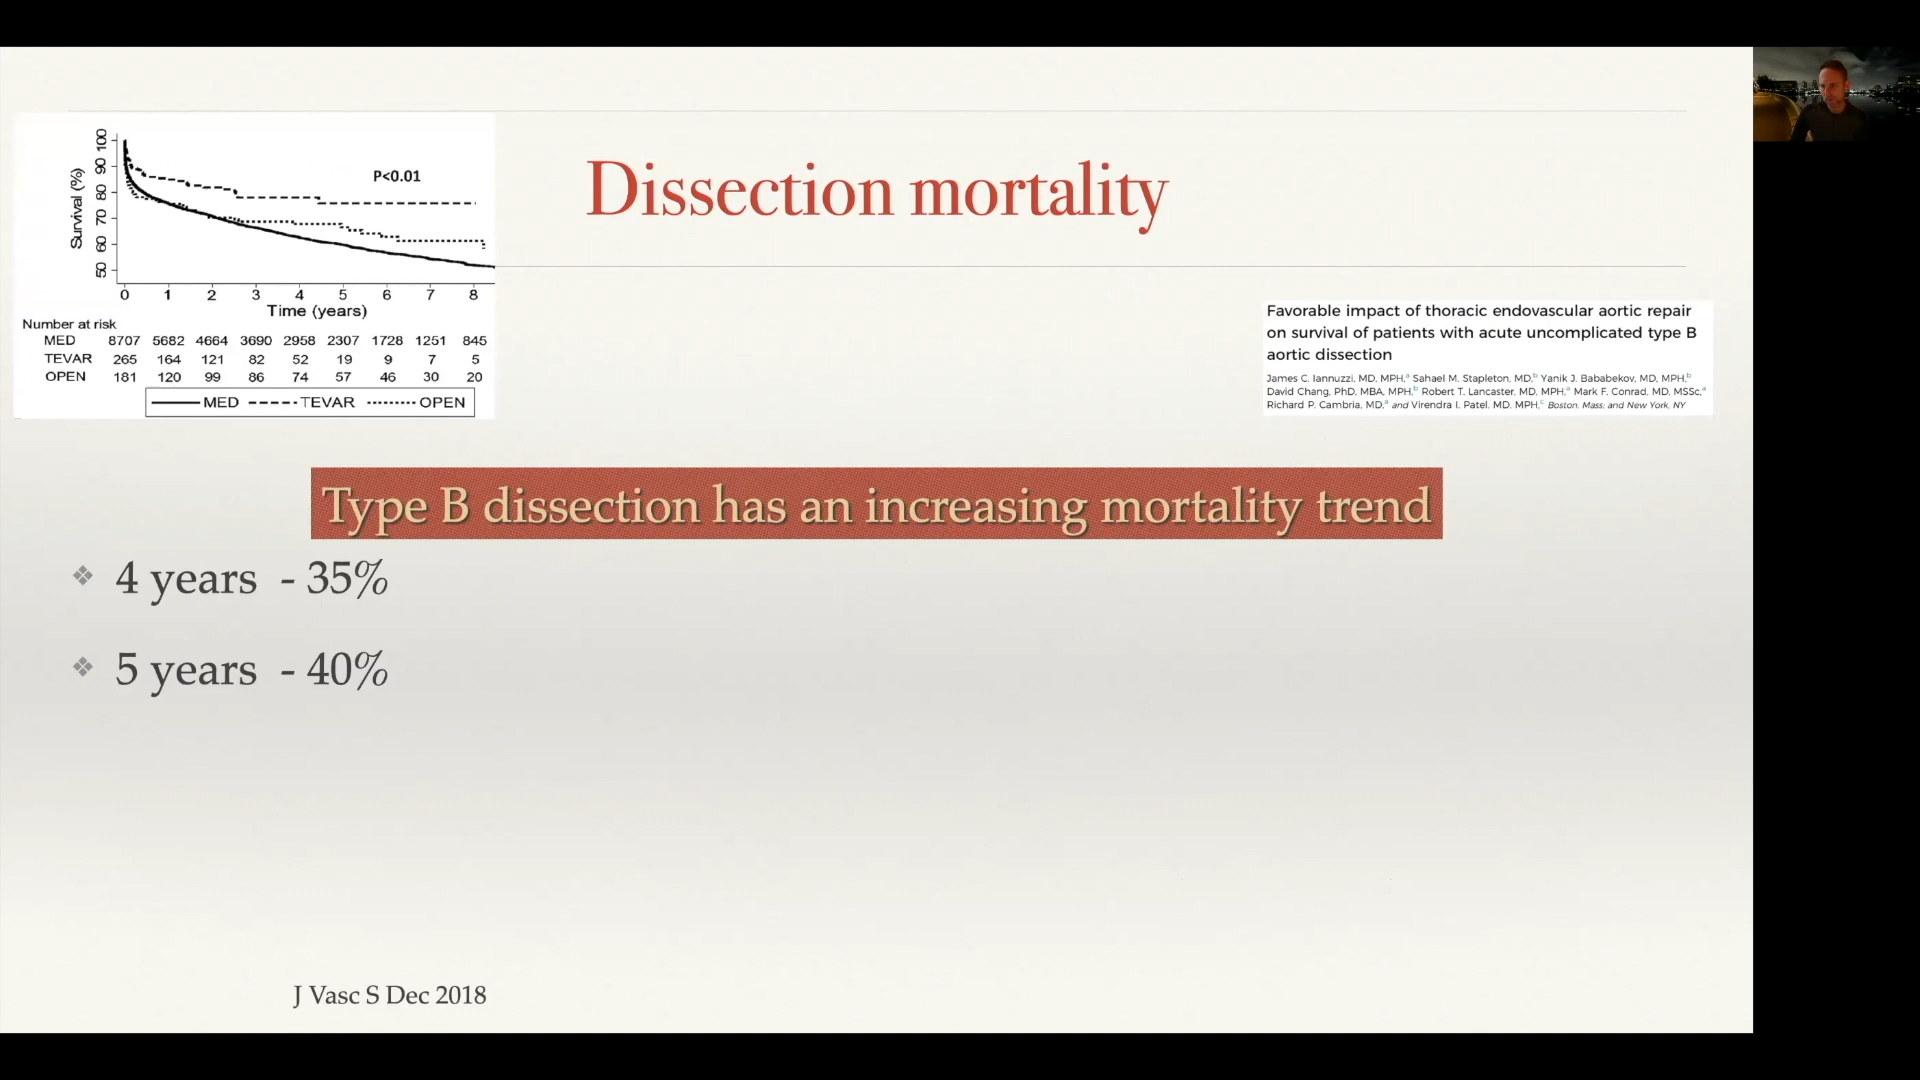 Dissection mortality
100
90
80
70
60
50
Survival (%)
P<0.01
0 1 2 3 4 5 6 7 8
Time (years)
Number at risk
MED 8707 5682 4664 3690 2958 2307 1728 1251 845
TEVAR 265 164 121 82 52 19 9 7 5
OPEN 181 120 99 86 74 57 46 30 20
MED TEVAR OPEN
Favorable impact of thoracic endovascular aortic repair
on survival of patients with acute uncomplicated type B
aortic dissection
James C. Iannuzzi, MD, MPH,ᵃ Sahael M. Stapleton, MD,ᵇ Yanik J. Bababekov, MD, MPH,ᵇ
David Chang, PhD, MBA, MPH,ᵇ Robert T. Lancaster, MD, MPH,ᵃ Mark F. Conrad, MD, MSSc,ᵃ
Richard P. Cambria, MD,ᵃ and Virendra I. Patel, MD, MPH,ᶜ Boston, Mass; and New York, NY
Type B dissection has an increasing mortality trend
❖ 4 years - 35%
❖ 5 years - 40%
J Vasc S Dec 2018